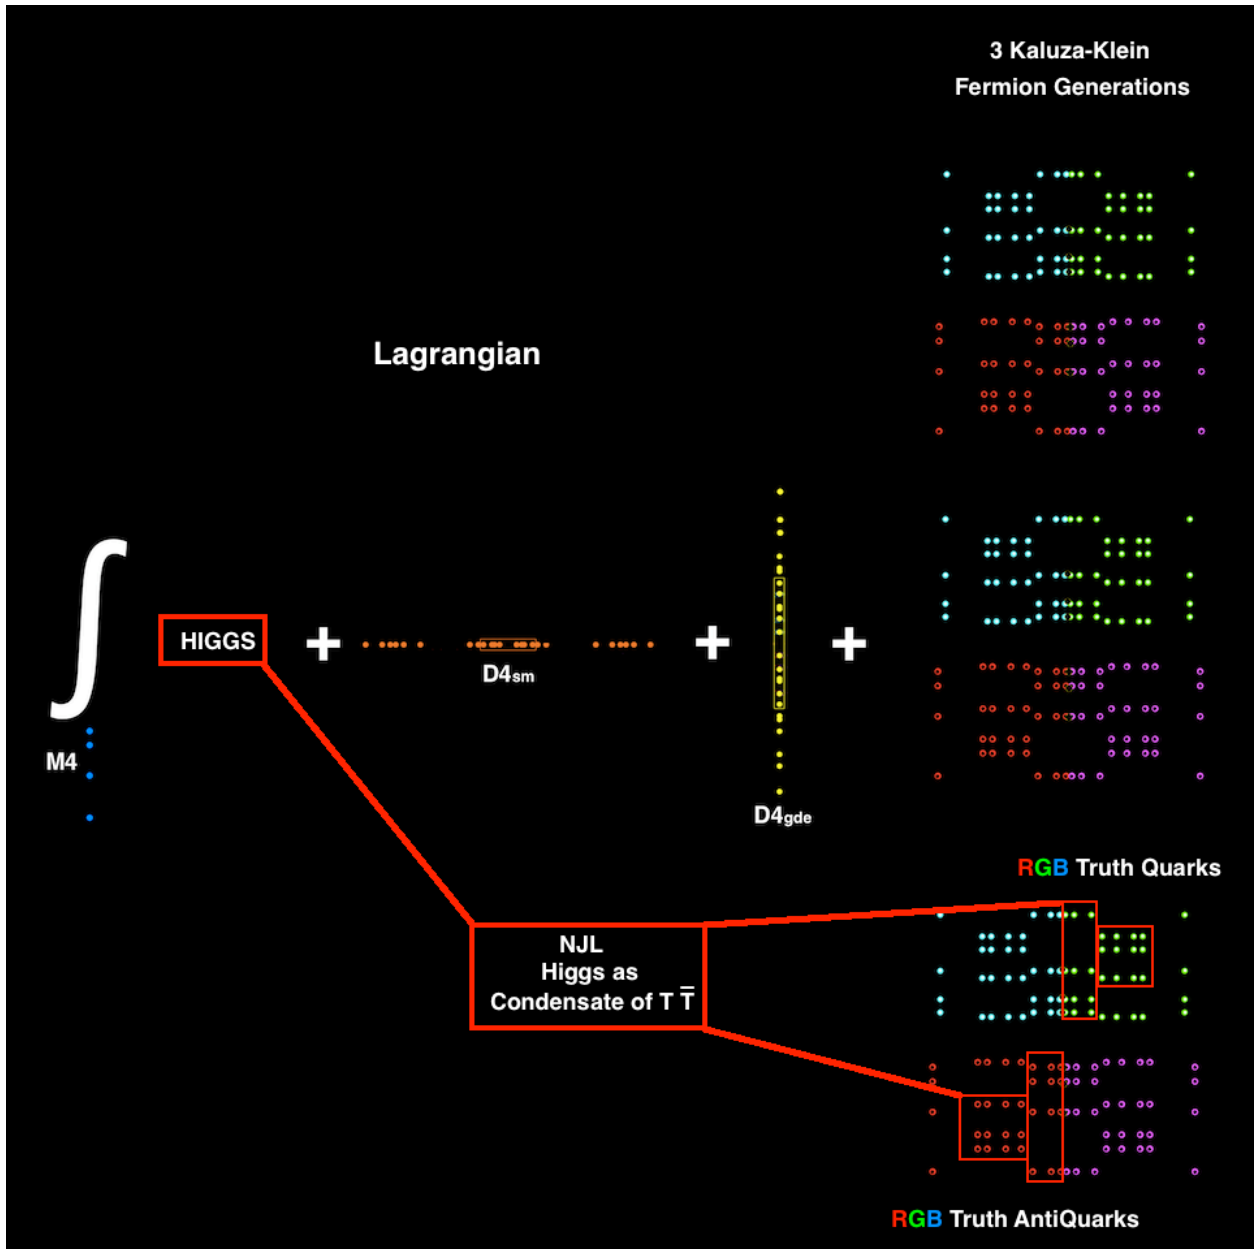 3 Kaluza-Klein
Fermion Generations
Lagrangian
∫
HIGGS
+
+
+
D4sm
M4
D4gde
RGB Truth Quarks
NJL
Higgs as
Condensate of T T̅
RGB Truth AntiQuarks